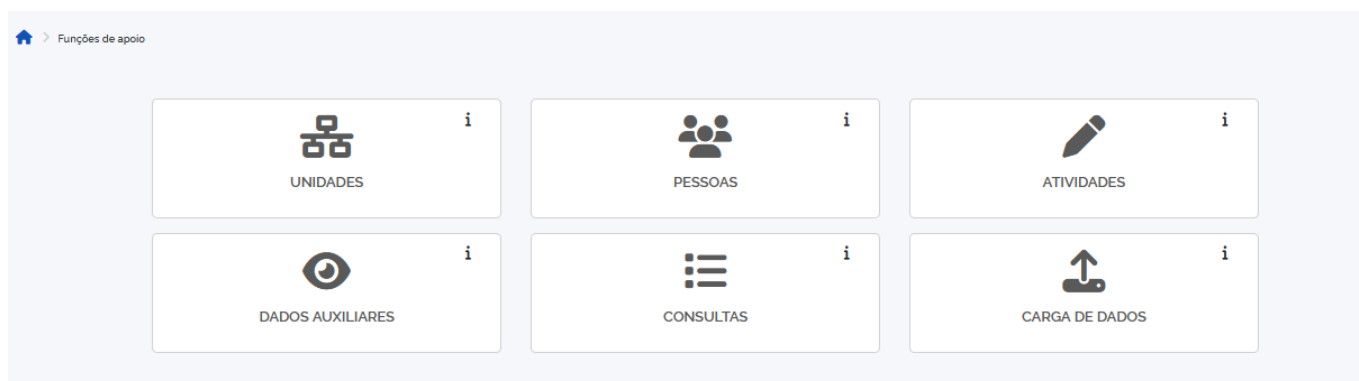 Funções de apoio
i
i
i
UNIDADES
PESSOAS
ATIVIDADES
i
i
i
DADOS AUXILIARES
CONSULTAS
CARGA DE DADOS